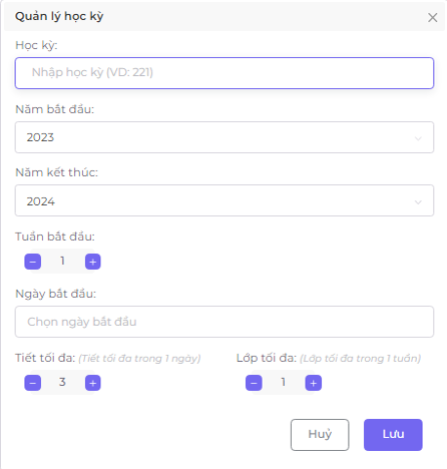 Quản lý học kỳ
Học kỳ:
Nhập học kỳ (VD: 221)
Năm bắt đầu:
2023
Năm kết thúc:
2024
Tuần bắt đầu:
- 1 +
Ngày bắt đầu:
Chọn ngày bắt đầu
Tiết tối đa: (Tiết tối đa trong 1 ngày) Lớp tối đa: (Lớp tối đa trong 1 tuần)
- 3 + - 1 +
Huỷ Lưu